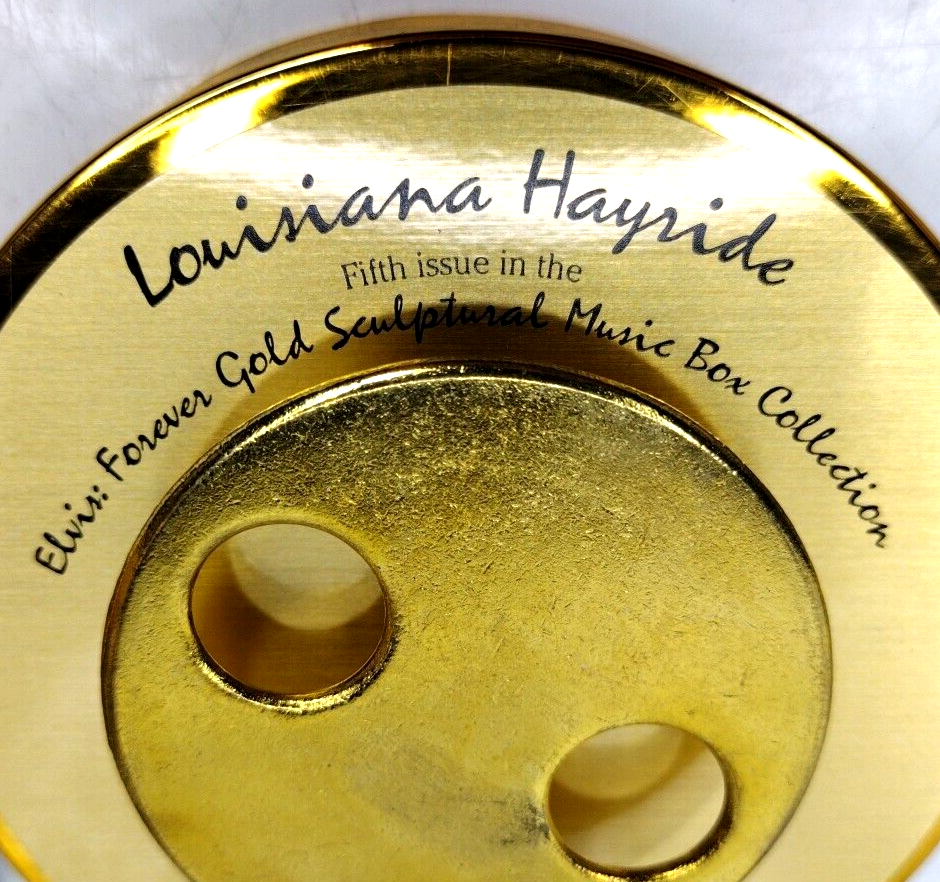 Louisiana Hayride
Fifth issue in the
Elvis: Forever Gold Sculptural Music Box Collection